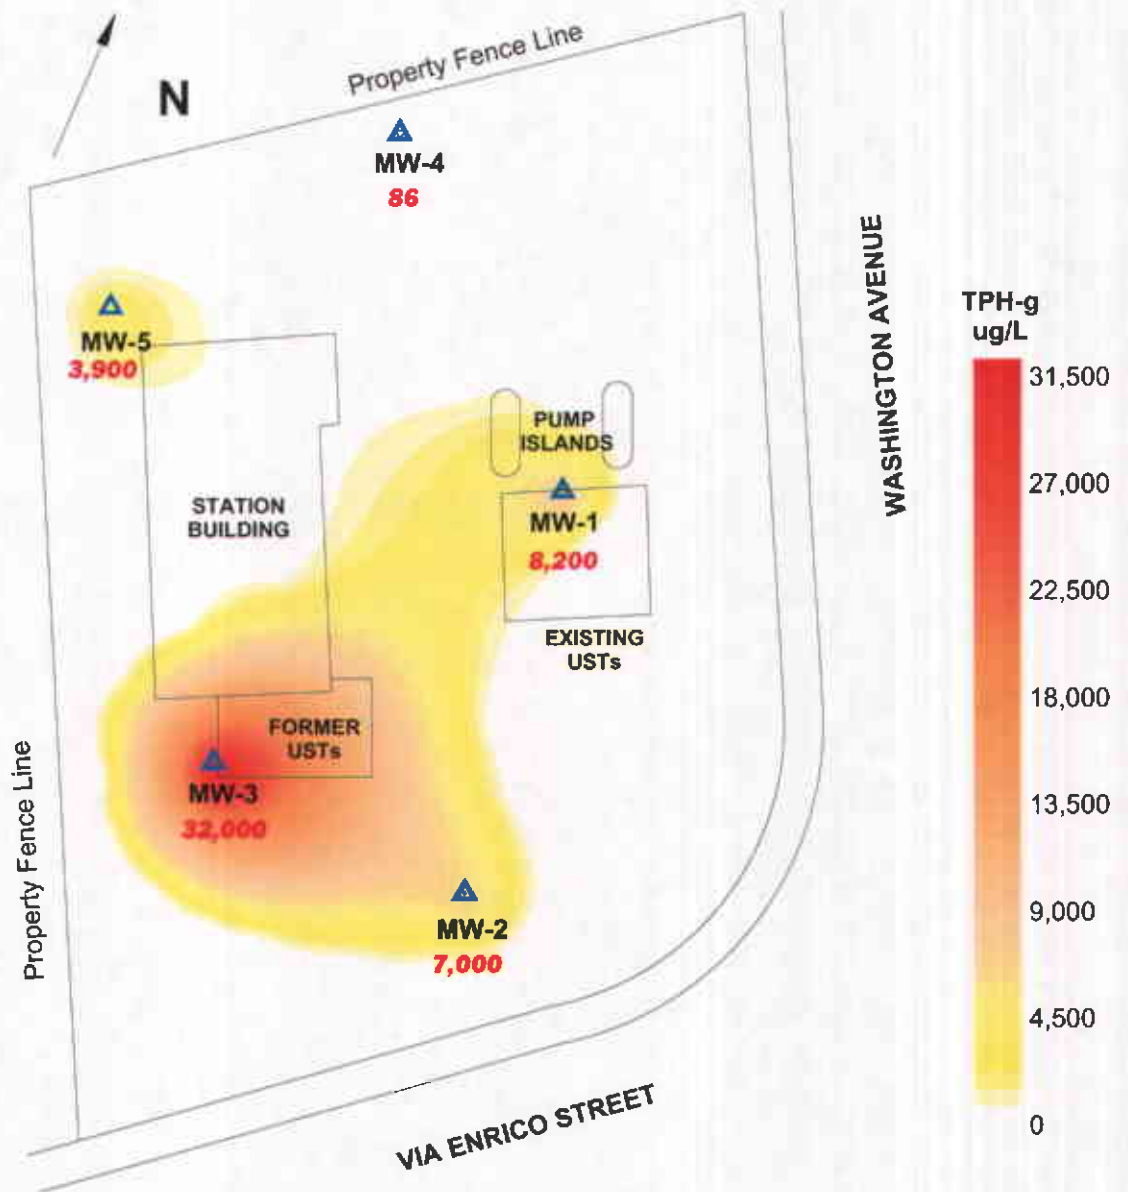 N
Property Fence Line
MW-4
86
WASHINGTON AVENUE
TPH-g
ug/L
31,500
27,000
22,500
18,000
13,500
9,000
4,500
0
MW-5
3,900
PUMP
ISLANDS
STATION
BUILDING
MW-1
8,200
EXISTING
USTs
FORMER
USTs
MW-3
32,000
Property Fence Line
MW-2
7,000
VIA ENRICO STREET